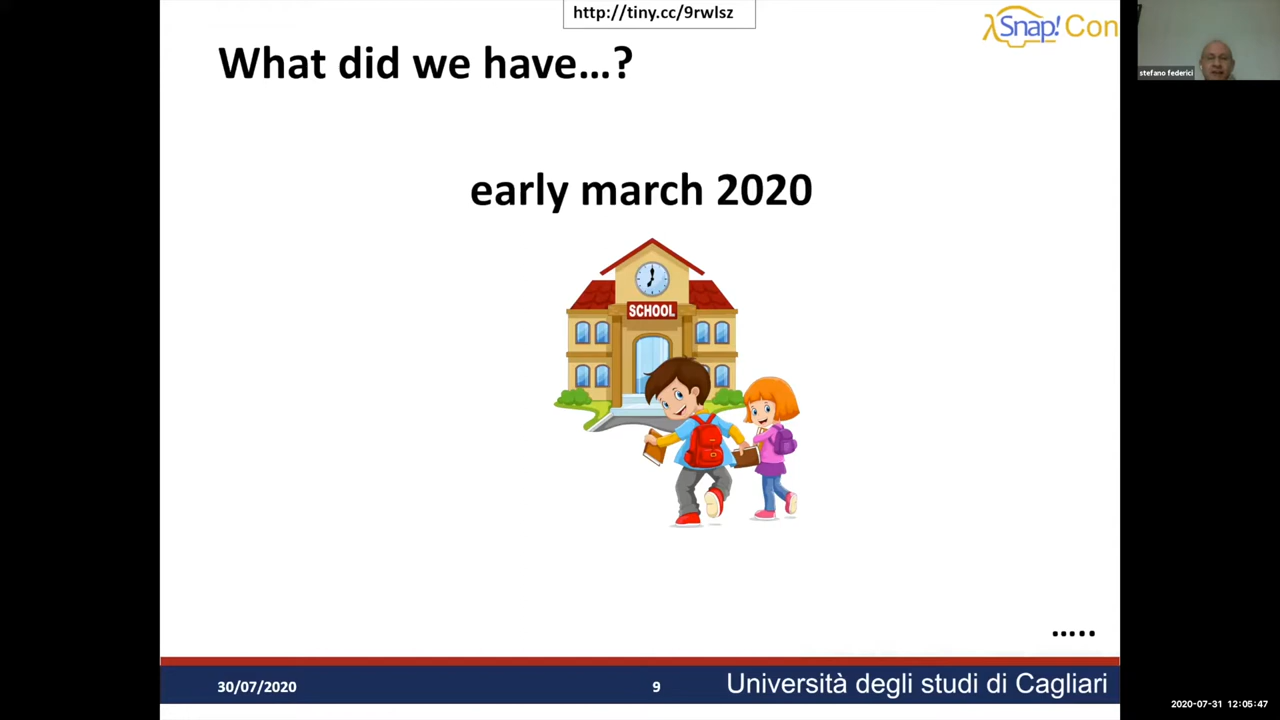 http://tiny.cc/9rwlsz
λSnap! Con
stefano federici
What did we have...?
early march 2020
SCHOOL
.....
30/07/2020
9
Università degli studi di Cagliari
2020-07-31 12:05:47